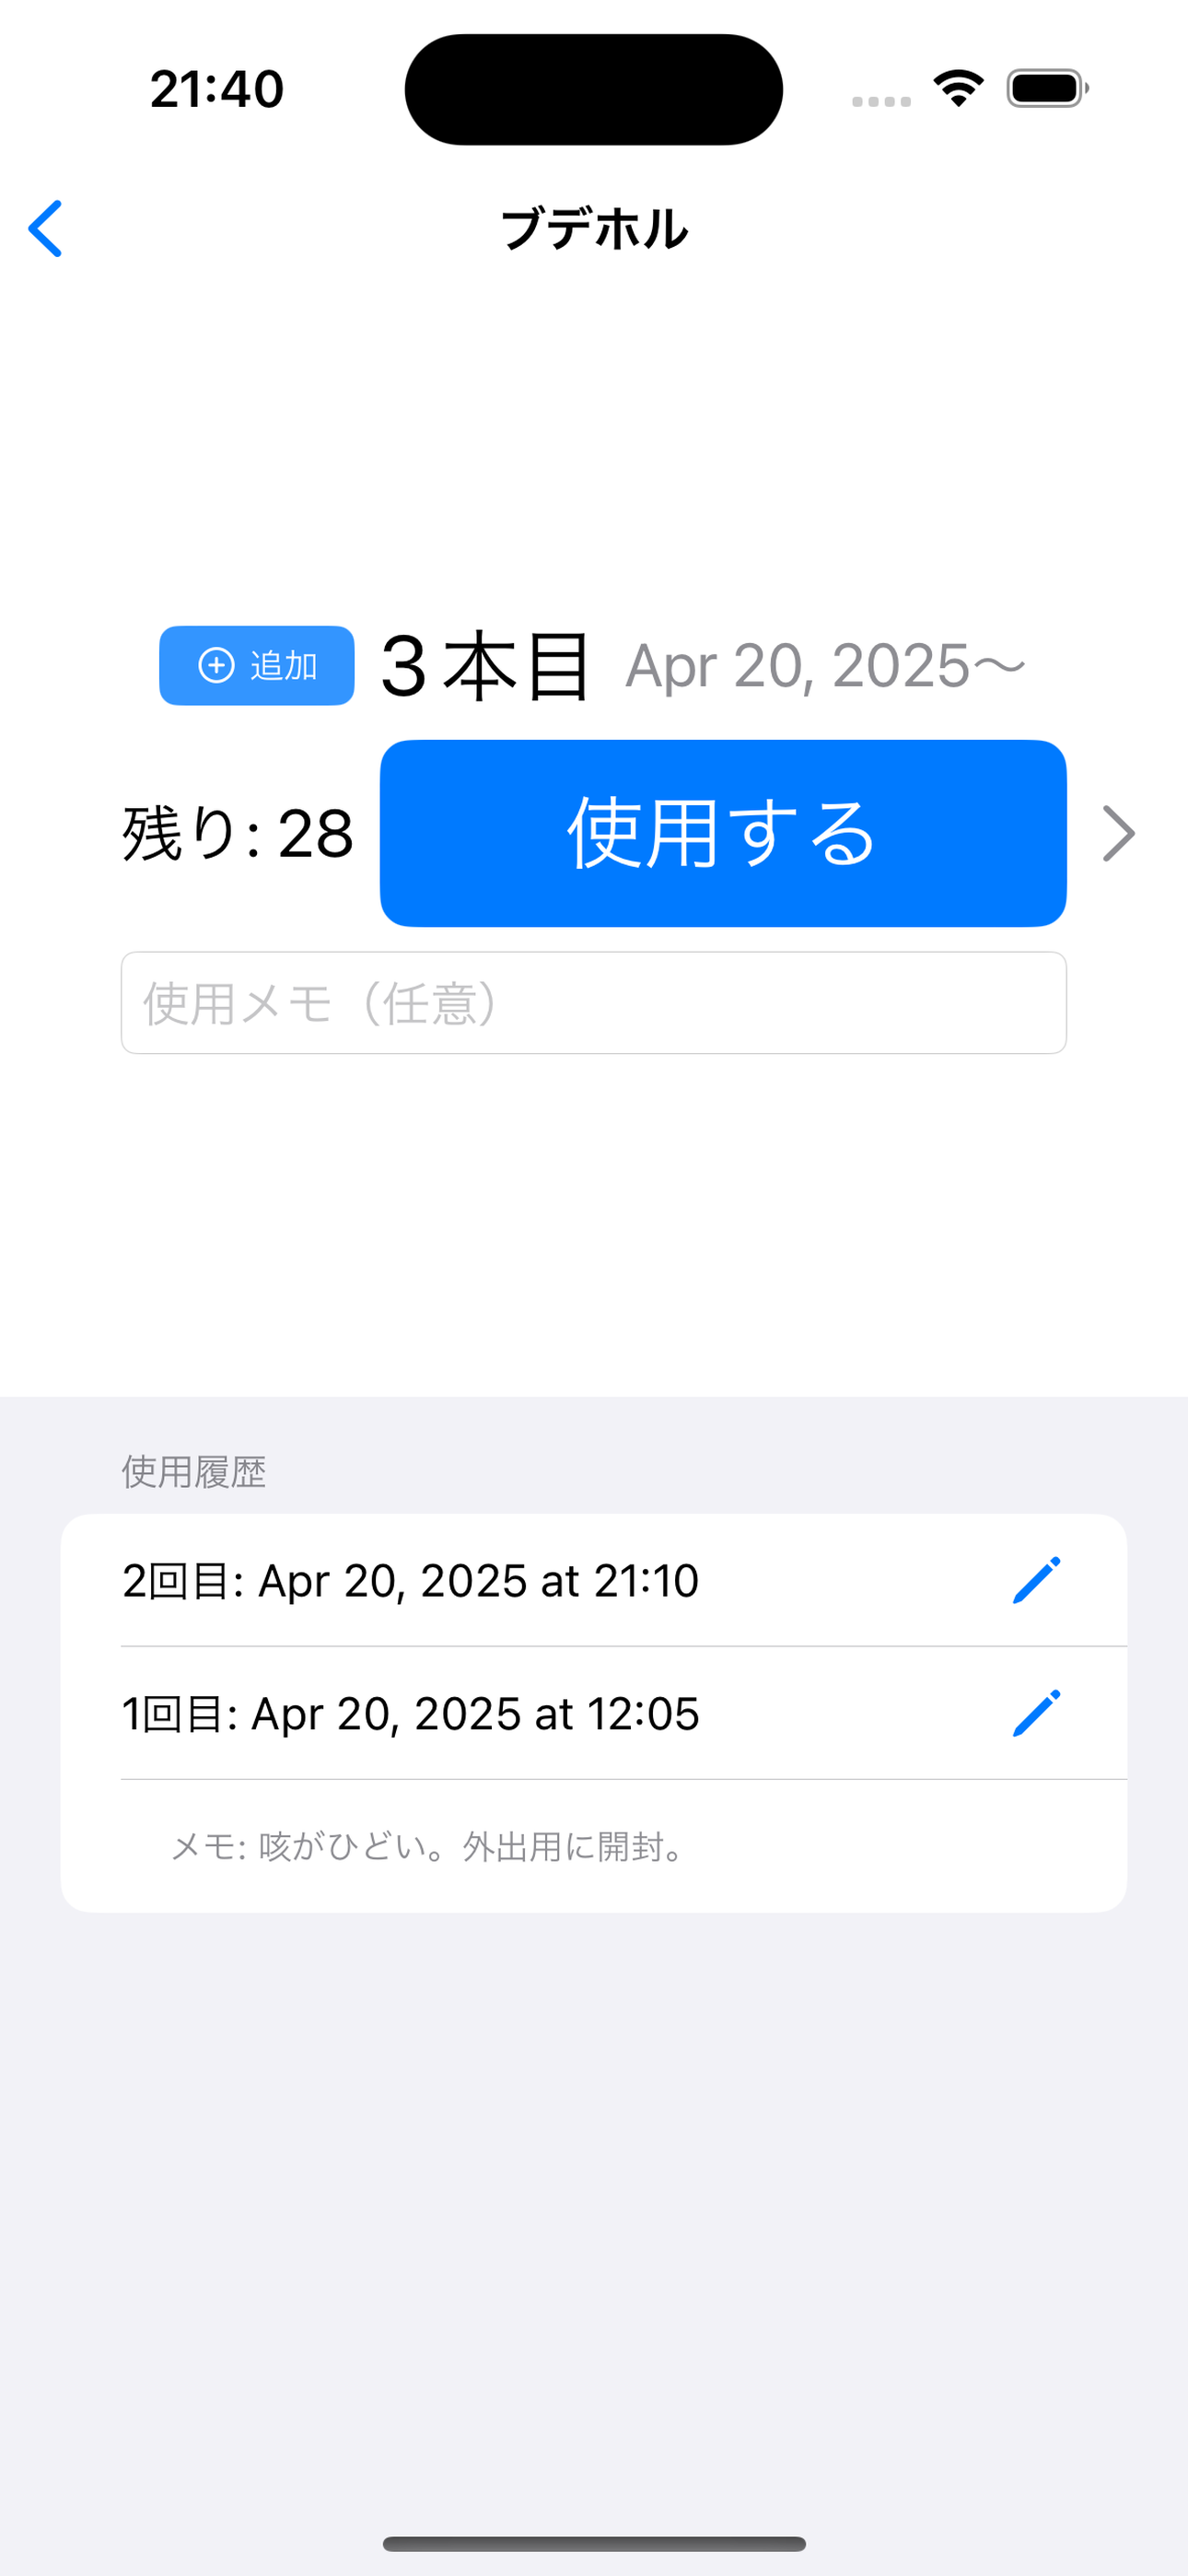 21:40
ブデホル
追加 3本目 Apr 20, 2025〜
残り: 28 使用する
使用メモ（任意）
使用履歴
2回目: Apr 20, 2025 at 21:10
1回目: Apr 20, 2025 at 12:05
メモ: 咳がひどい。外出用に開封。